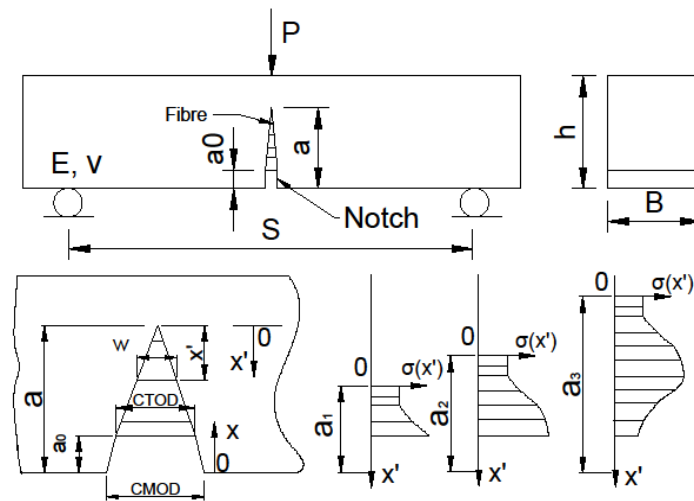 P
Fibre
a0
a
h
E, v
Notch
S
B
0
σ(x')
a₃
x'
0
σ(x')
a₂
x'
0
σ(x')
a₁
x'
w
x'
0
x'
a
CTOD
a₀
x
0
CMOD